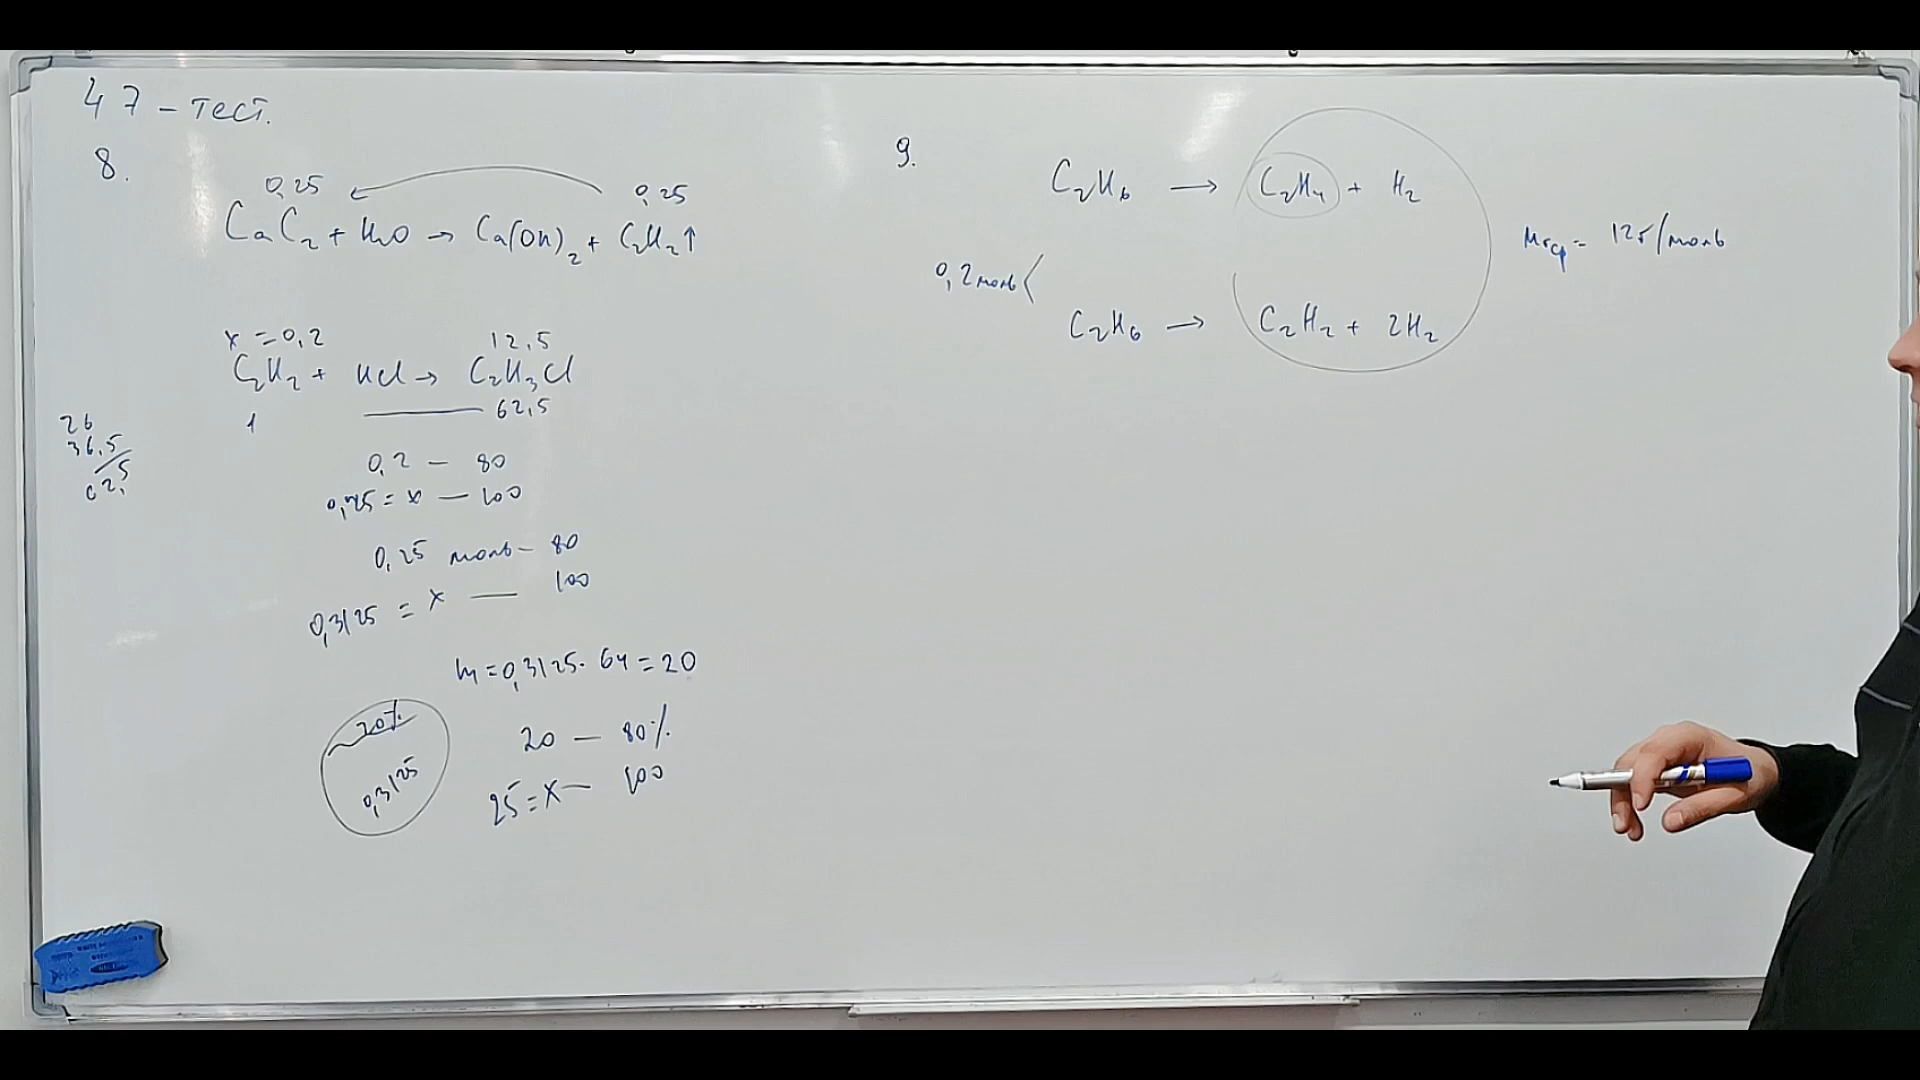 47 - тест.
8.
0,25 0,25
CaC2 + H2O → Ca(OH)2 + C2H2↑
x = 0,2 12,5
C2H2 + HCl → C2H3Cl
1 —— 62,5
26
36,5
62,5
0,2 — 80
0,25 = x — 100
0,25 моль - 80
0,3125 = x — 100
m = 0,3125 · 64 = 20
20%
0,3125
20 — 80%
25 = x — 100
9.
C2H6 → C2H4 + H2
0,2 моль
C2H6 → C2H2 + 2H2
Mrср = 12г/моль